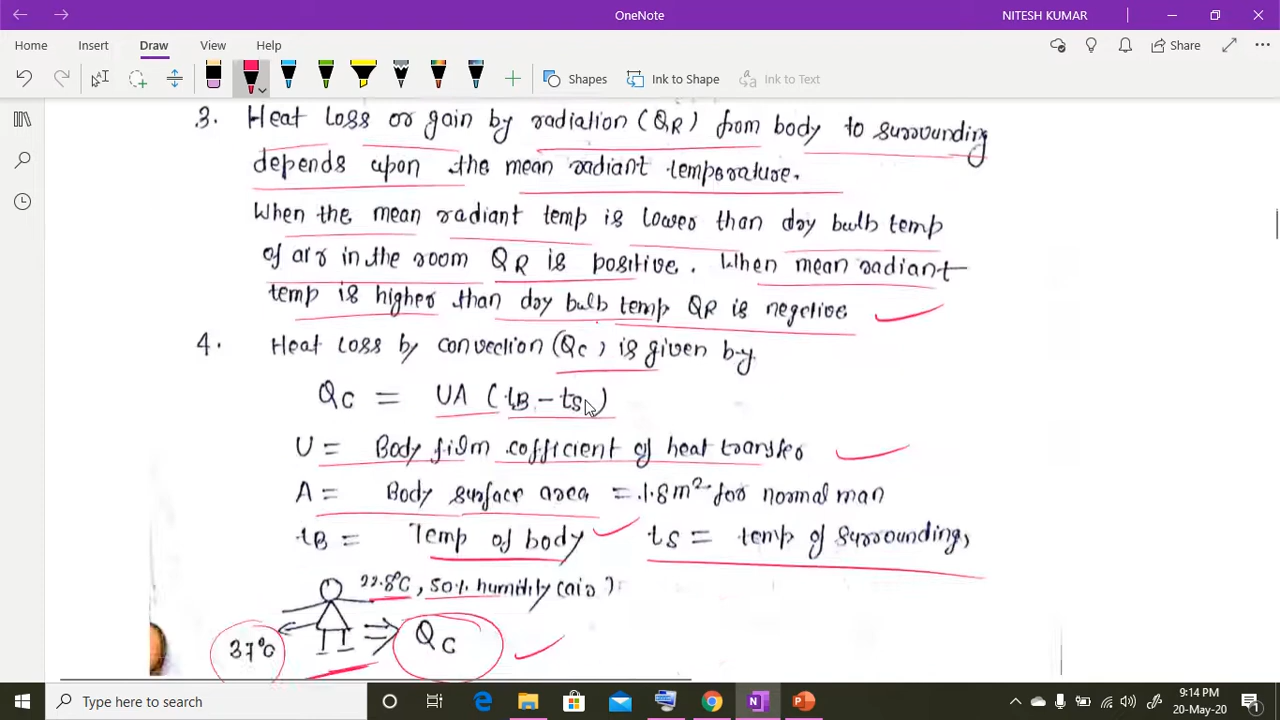 OneNote
NITESH KUMAR
Home Insert Draw View Help
Share
Shapes
Ink to Shape
Ink to Text
3. Heat Loss or gain by radiation (QR) from body to surrounding
depends upon the mean radiant temperature.
When the mean radiant temp is lower than dry bulb temp
of air in the room QR is positive. When mean radiant
temp is higher than dry bulb temp QR is negetive
4. Heat Loss by convection (Qc) is given by
QC = UA (tB - tS)
U = Body film cofficient of heat transfer
A = Body surface area = 1.8m² for normal man
tB = Temp of body
tS = temp of surrounding,
22.8°C, 50% humidity (air)
37°C
QC
Type here to search
9:14 PM
20-May-20
1